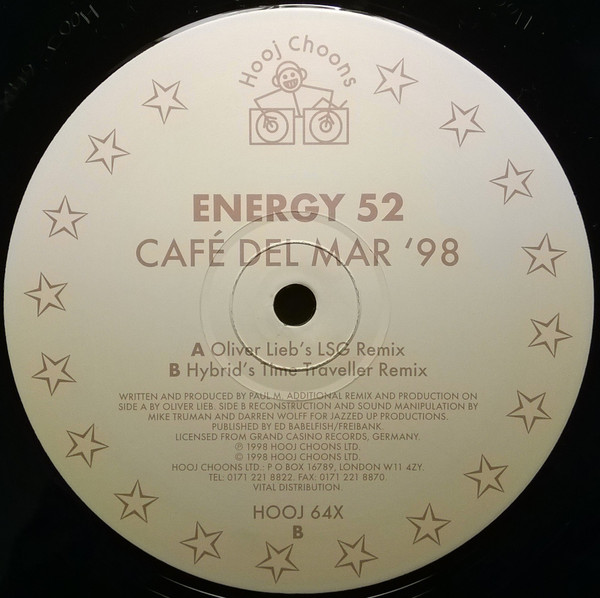 Hooj Choons
ENERGY 52
CAFÉ DEL MAR ’98
A Oliver Lieb’s LSG Remix
B Hybrid’s Time Traveller Remix
WRITTEN AND PRODUCED BY PAUL M. ADDITIONAL REMIX AND PRODUCTION ON
SIDE A BY OLIVER LIEB. SIDE B RECONSTRUCTION AND SOUND MANIPULATION BY
MIKE TRUMAN AND DARREN WOLFF FOR JAZZED UP PRODUCTIONS.
PUBLISHED BY ED BABELFISH/FREIBANK.
LICENSED FROM GRAND CASINO RECORDS, GERMANY.
℗ 1998 HOOJ CHOONS LTD.
© 1998 HOOJ CHOONS LTD.
HOOJ CHOONS LTD.: P O BOX 16789, LONDON W11 4ZY.
TEL: 0171 221 8822. FAX: 0171 221 8870.
VITAL DISTRIBUTION.
HOOJ 64X
B